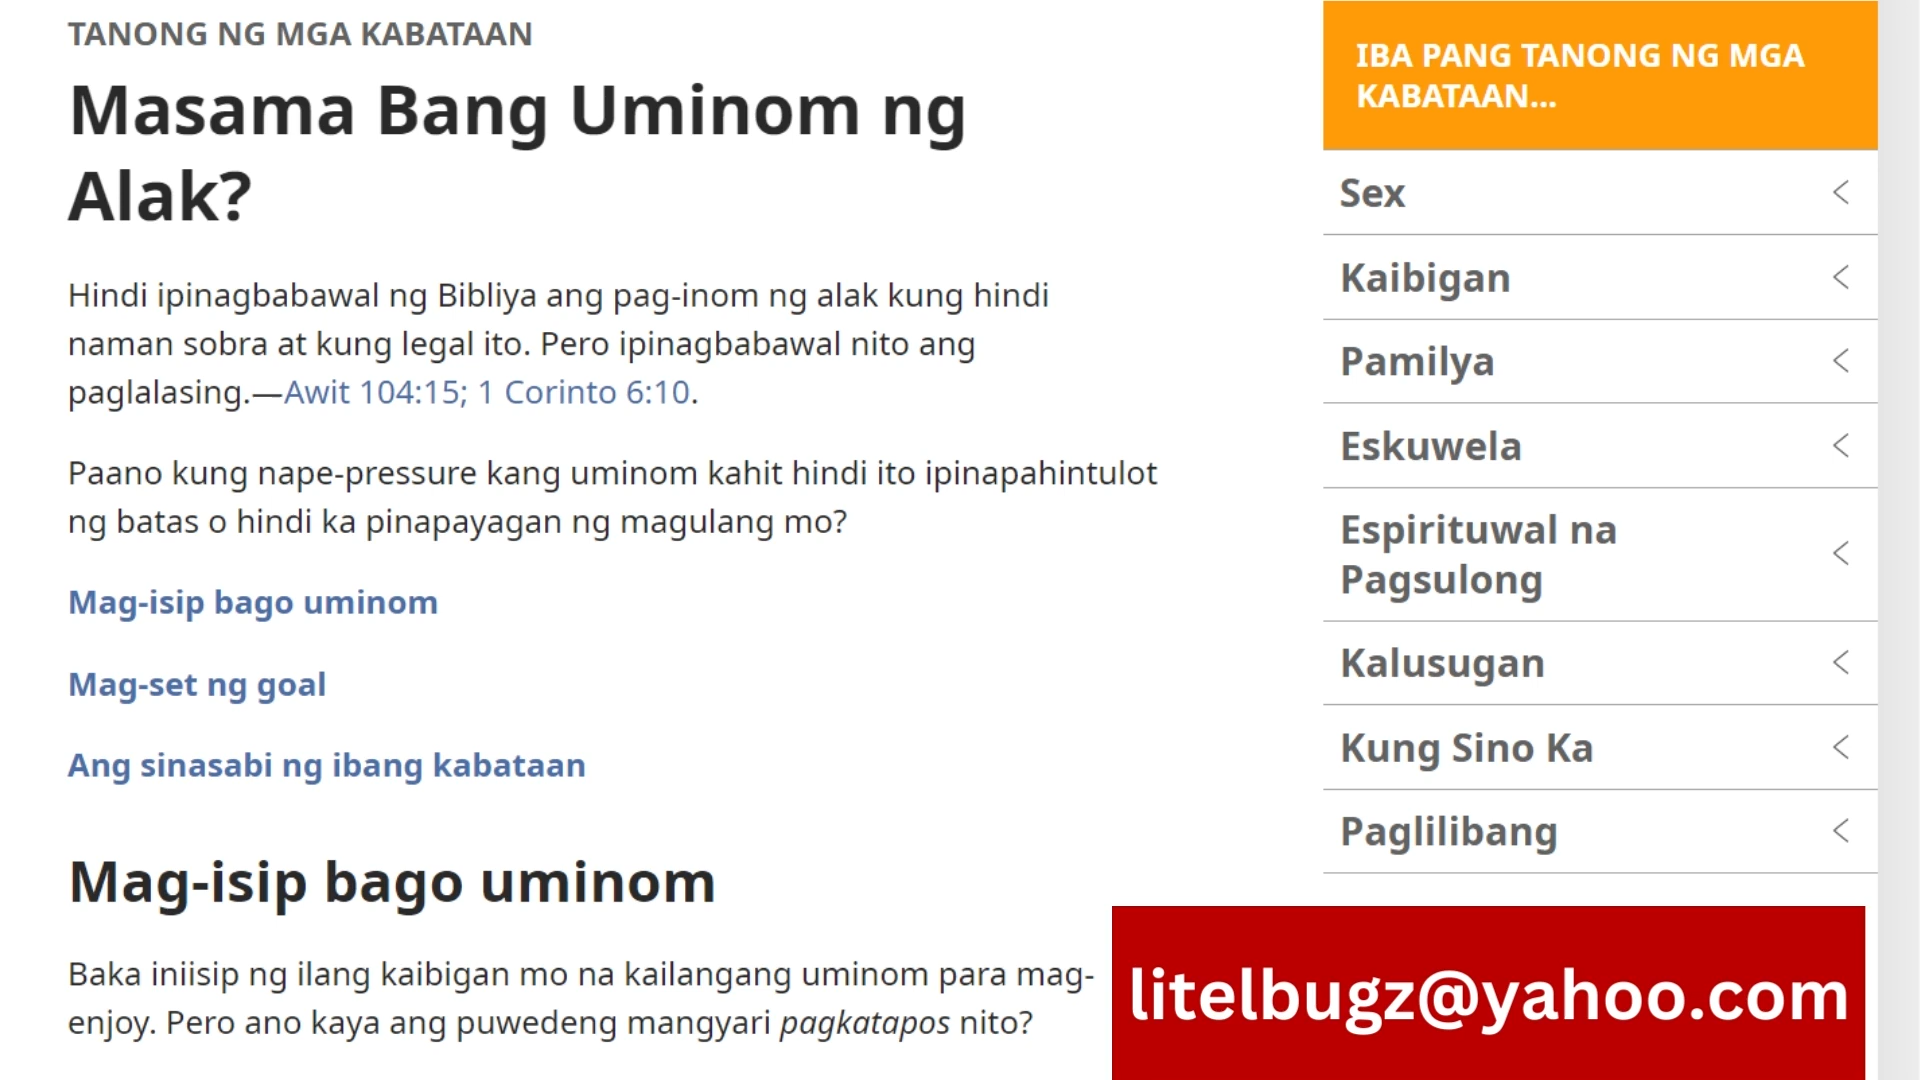 TANONG NG MGA KABATAAN
Masama Bang Uminom ng
Alak?
Hindi ipinagbabawal ng Bibliya ang pag-inom ng alak kung hindi
naman sobra at kung legal ito. Pero ipinagbabawal nito ang
paglalasing.—Awit 104:15; 1 Corinto 6:10.
Paano kung nape-pressure kang uminom kahit hindi ito ipinapahintulot
ng batas o hindi ka pinapayagan ng magulang mo?
Mag-isip bago uminom
Mag-set ng goal
Ang sinasabi ng ibang kabataan
Mag-isip bago uminom
Baka iniisip ng ilang kaibigan mo na kailangang uminom para mag-
enjoy. Pero ano kaya ang puwedeng mangyari pagkatapos nito?
IBA PANG TANONG NG MGA
KABATAAN...
Sex
Kaibigan
Pamilya
Eskuwela
Espirituwal na
Pagsulong
Kalusugan
Kung Sino Ka
Paglilibang
litelbugz@yahoo.com